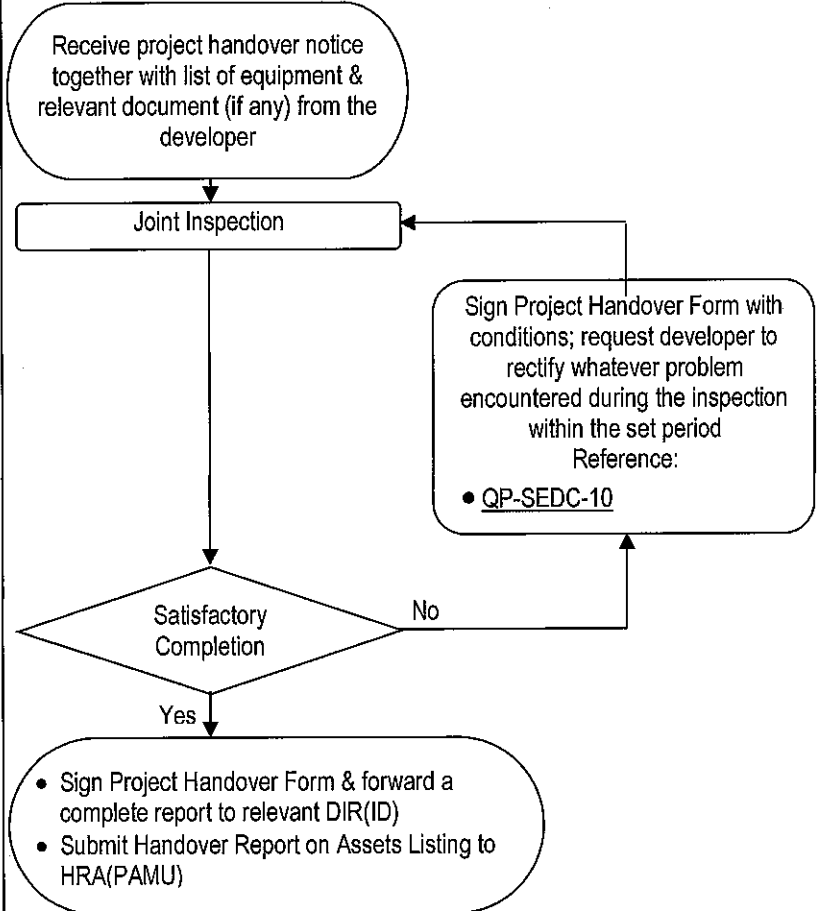 Receive project handover notice
together with list of equipment &
relevant document (if any) from the
developer
Joint Inspection
Sign Project Handover Form with
conditions; request developer to
rectify whatever problem
encountered during the inspection
within the set period
Reference:
• QP-SEDC-10
Satisfactory
Completion
No
Yes
• Sign Project Handover Form & forward a
complete report to relevant DIR(ID)
• Submit Handover Report on Assets Listing to
HRA(PAMU)